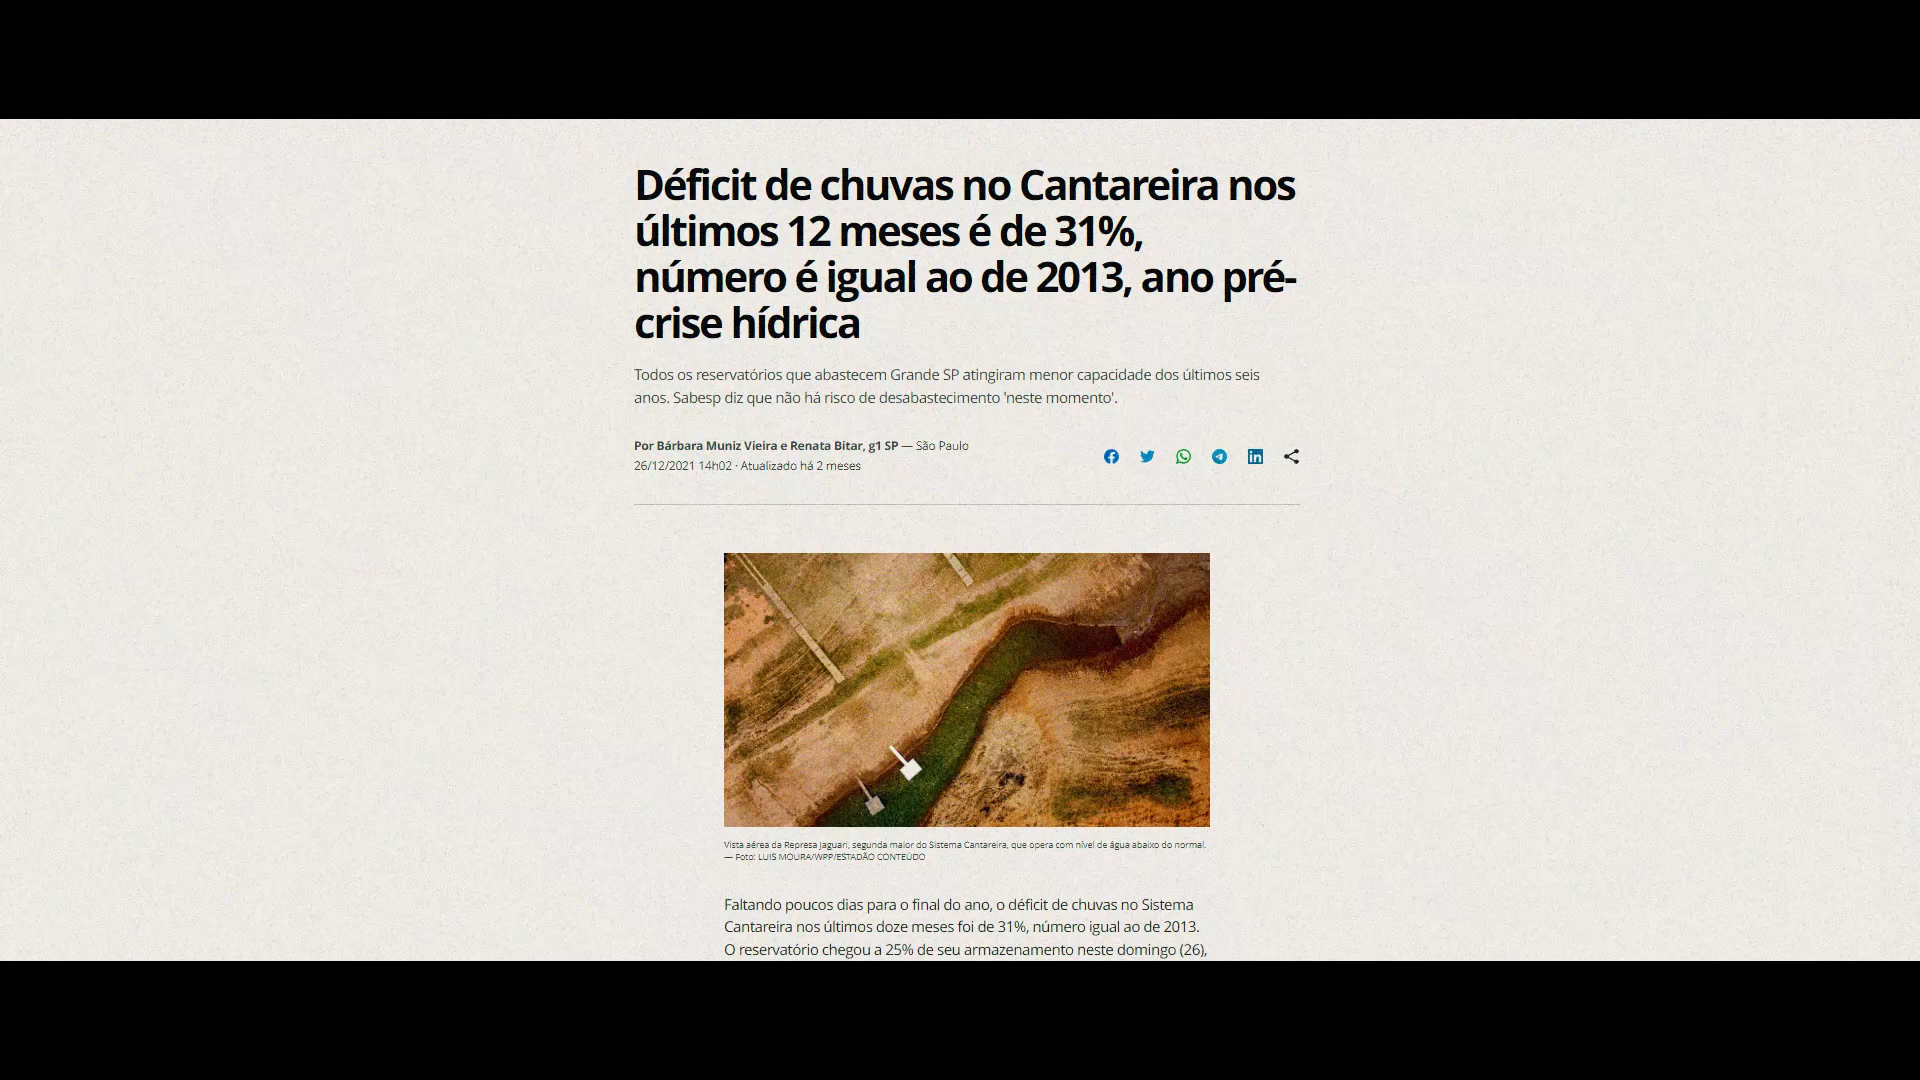 Déficit de chuvas no Cantareira nos
últimos 12 meses é de 31%,
número é igual ao de 2013, ano pré-
crise hídrica
Todos os reservatórios que abastecem Grande SP atingiram menor capacidade dos últimos seis
anos. Sabesp diz que não há risco de desabastecimento 'neste momento'.
Por Bárbara Muniz Vieira e Renata Bitar, g1 SP — São Paulo
26/12/2021 14h02 · Atualizado há 2 meses
Vista aérea da Represa Jaguari, segunda maior do Sistema Cantareira, que opera com nível de água abaixo do normal.
— Foto: LUIS MOURA/WPP/ESTADÃO CONTEÚDO
Faltando poucos dias para o final do ano, o déficit de chuvas no Sistema
Cantareira nos últimos doze meses foi de 31%, número igual ao de 2013.
O reservatório chegou a 25% de seu armazenamento neste domingo (26),